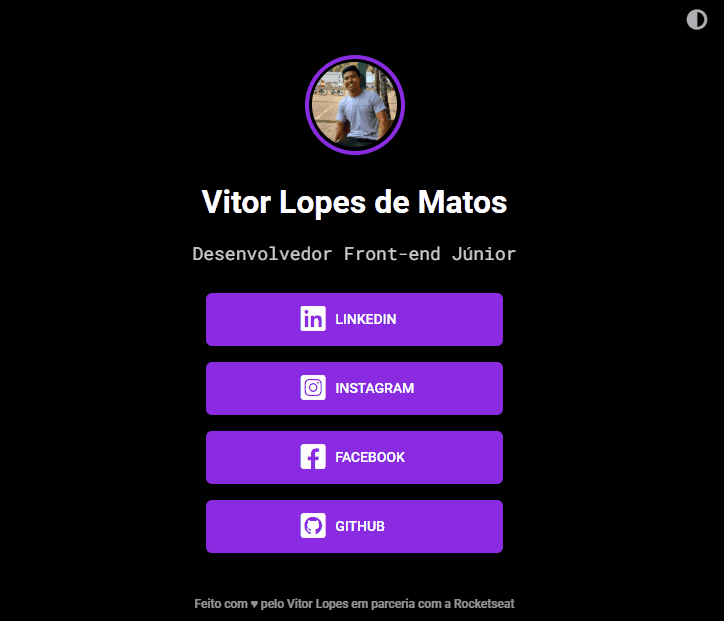 Vitor Lopes de Matos
Desenvolvedor Front-end Júnior
LINKEDIN
INSTAGRAM
FACEBOOK
GITHUB
Feito com ♥ pelo Vitor Lopes em parceria com a Rocketseat